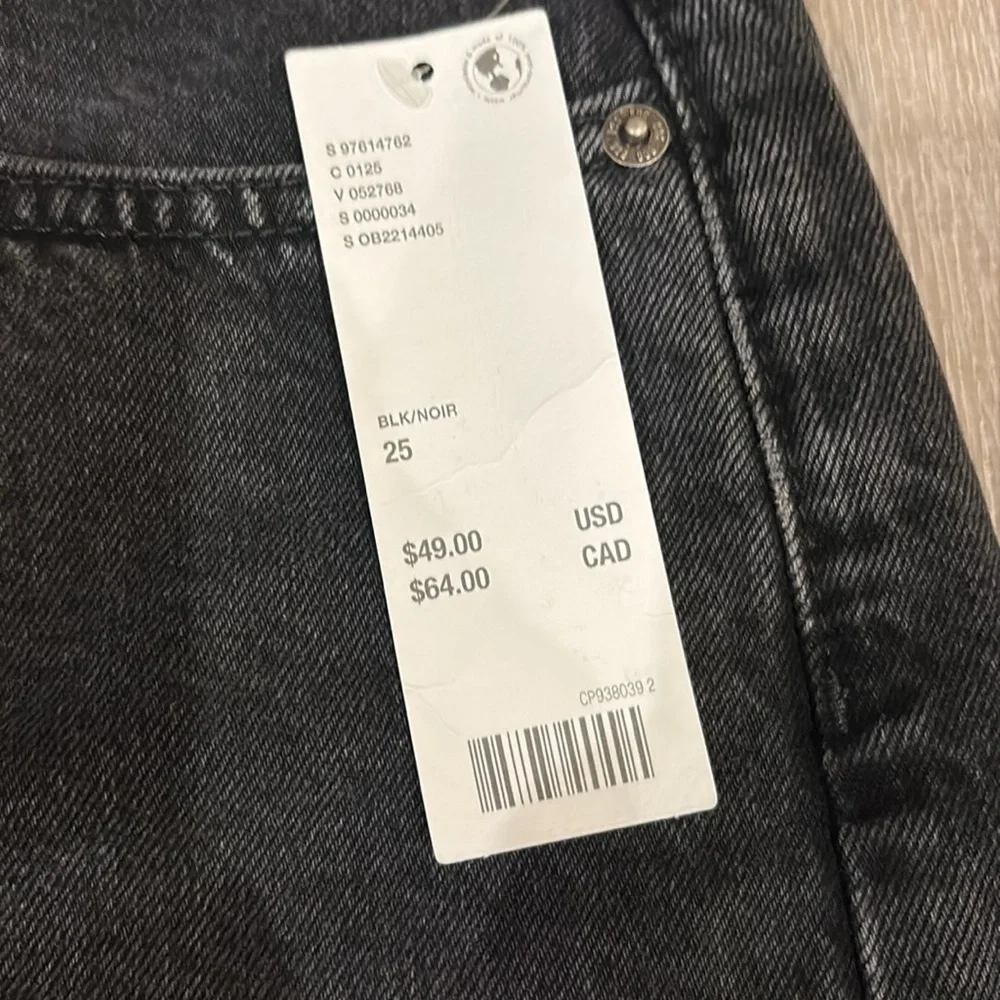 S 97614762
C 0125
V 052768
S 0000034
S OB2214405
BLK/NOIR
25
$49.00 USD
$64.00 CAD
CP938039 2